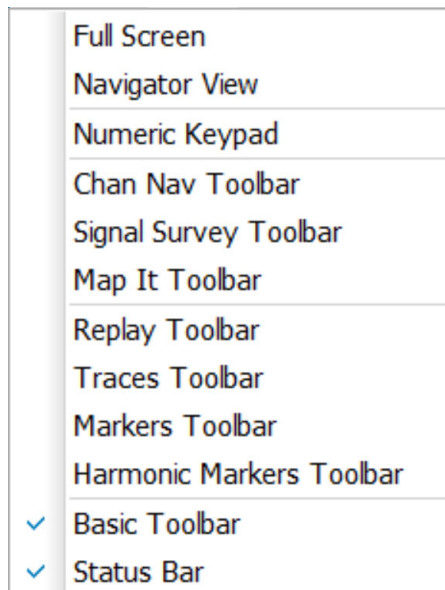 Full Screen
Navigator View
Numeric Keypad
Chan Nav Toolbar
Signal Survey Toolbar
Map It Toolbar
Replay Toolbar
Traces Toolbar
Markers Toolbar
Harmonic Markers Toolbar
Basic Toolbar
Status Bar